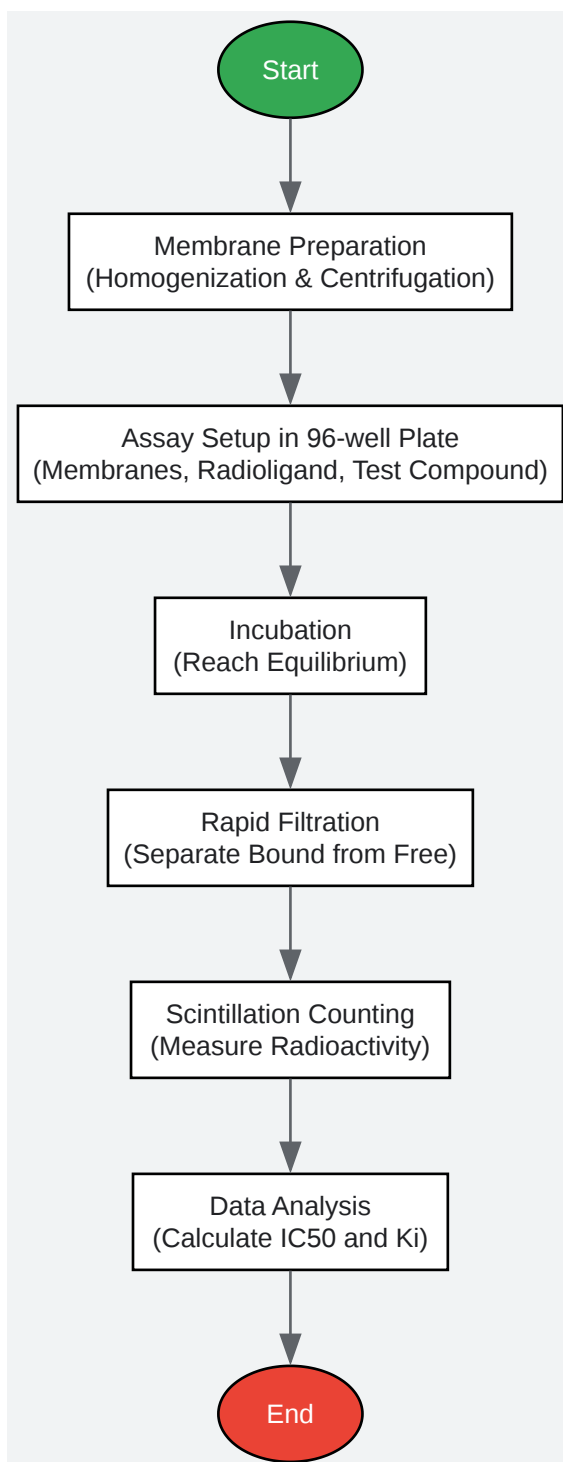 Start
Membrane Preparation
(Homogenization & Centrifugation)
Assay Setup in 96-well Plate
(Membranes, Radioligand, Test Compound)
Incubation
(Reach Equilibrium)
Rapid Filtration
(Separate Bound from Free)
Scintillation Counting
(Measure Radioactivity)
Data Analysis
(Calculate IC50 and Ki)
End